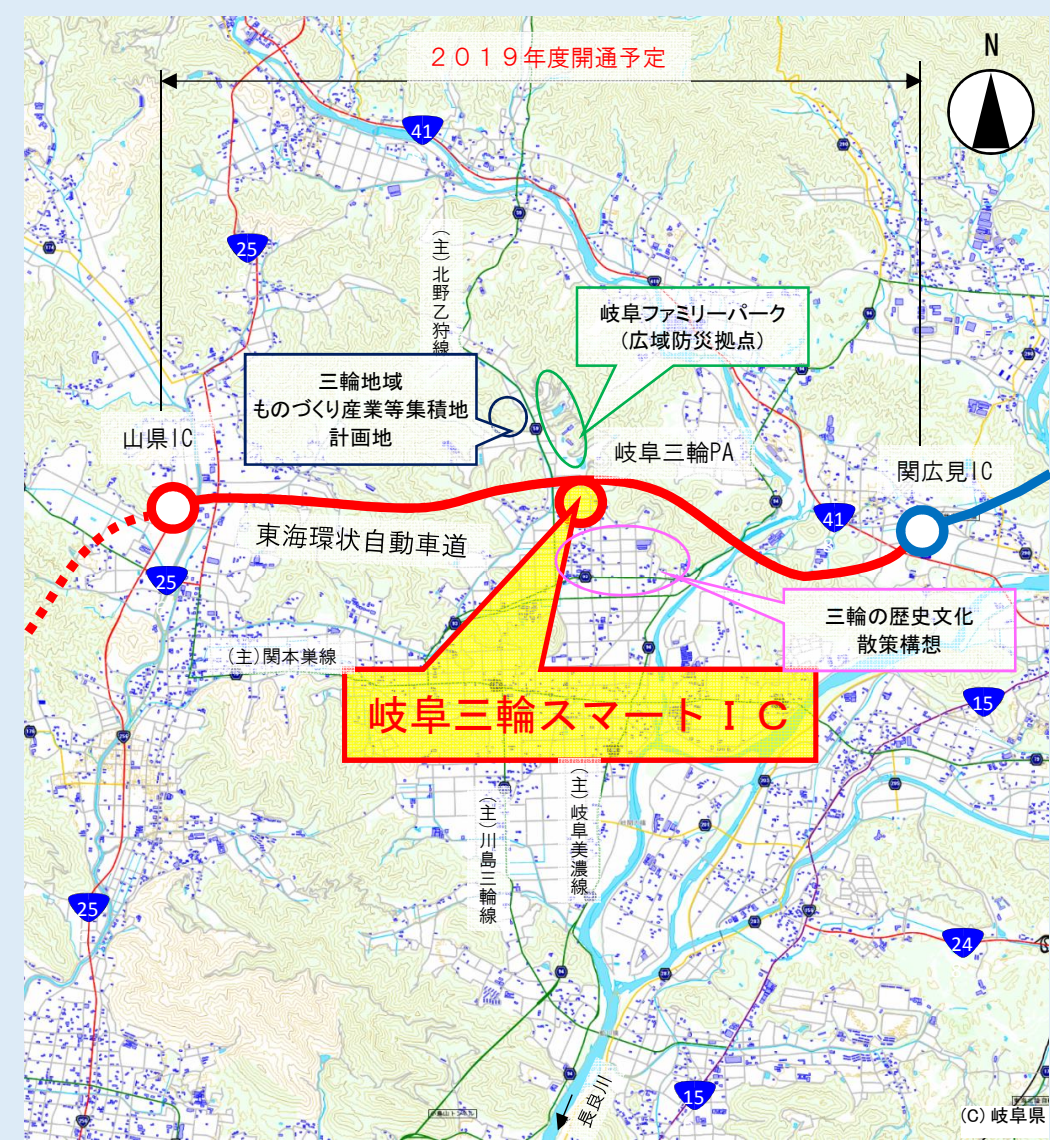 2019年度開通予定
N
41
25
(主)北野乙狩線
岐阜ファミリーパーク
(広域防災拠点)
三輪地域
ものづくり産業等集積地
計画地
山県IC
岐阜三輪PA
関広見IC
東海環状自動車道
41
25
三輪の歴史文化
散策構想
(主)関本巣線
15
岐阜三輪スマートIC
(主)川島三輪線
(主)岐阜美濃線
25
24
15
長良川
(C) 岐阜県